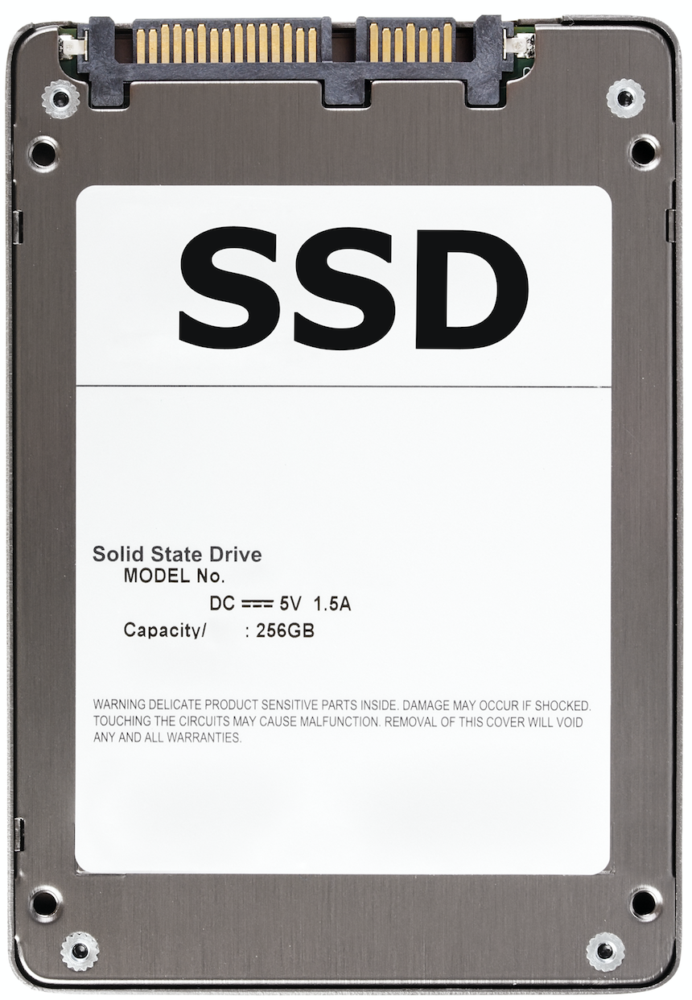 SSD
Solid State Drive
MODEL No.
DC ⎓ 5V 1.5A
Capacity/ : 256GB
WARNING DELICATE PRODUCT SENSITIVE PARTS INSIDE. DAMAGE MAY OCCUR IF SHOCKED.
TOUCHING THE CIRCUITS MAY CAUSE MALFUNCTION. REMOVAL OF THIS COVER WILL VOID
ANY AND ALL WARRANTIES.